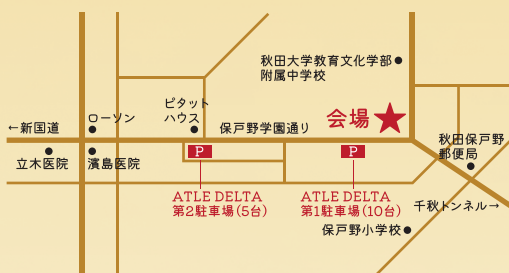 秋田大学教育文化学部
附属中学校
ピタット
ハウス
ローソン
←新国道
保戸野学園通り
会場
秋田保戸野
郵便局
P
P
立木医院
濱島医院
ATLE DELTA
第2駐車場(5台)
ATLE DELTA
第1駐車場(10台)
千秋トンネル→
保戸野小学校